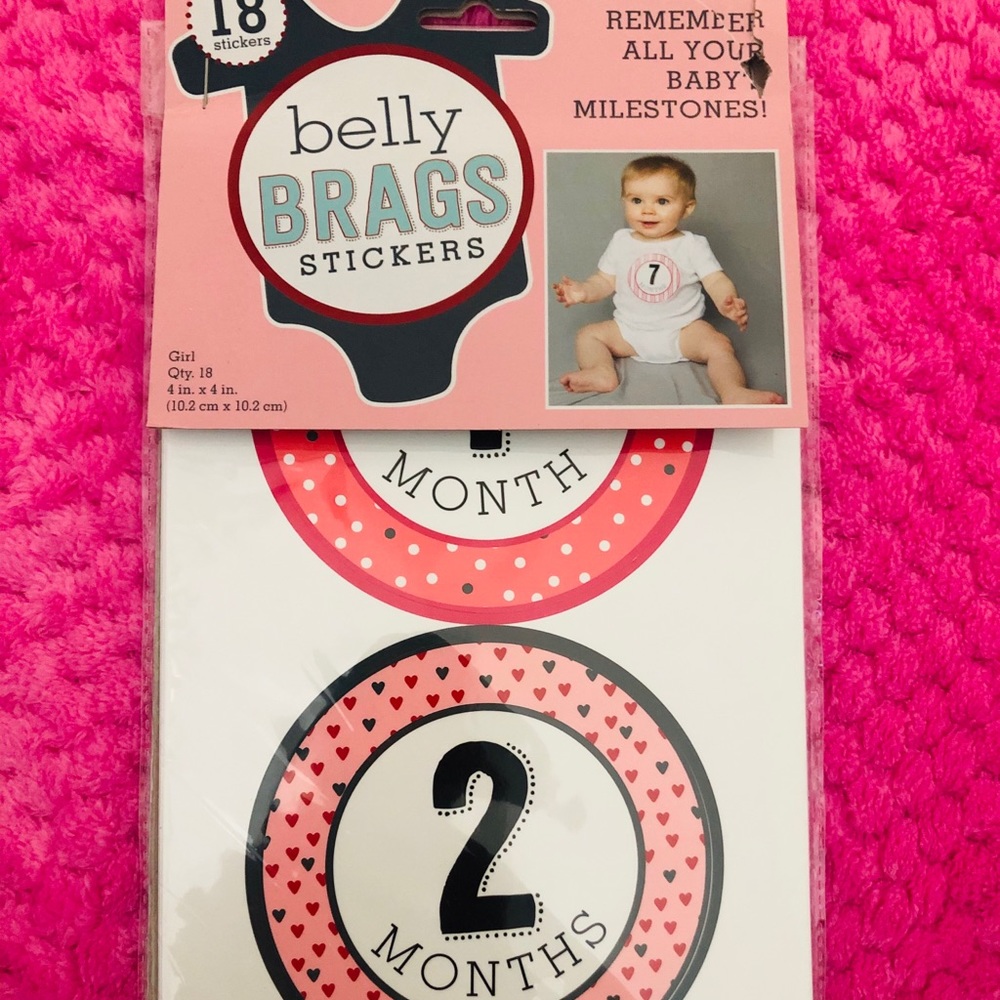 18
stickers
REMEMBER
ALL YOUR
BABY'S
MILESTONES!
belly
BRAGS
STICKERS
7
Girl
Qty. 18
4 in. x 4 in.
(10.2 cm x 10.2 cm)
MONTH
2
MONTHS